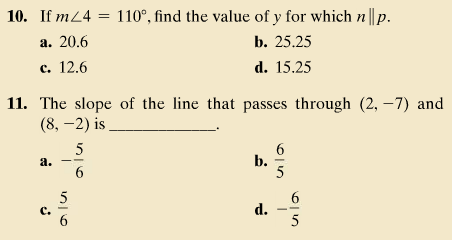 10. If m∠4 = 110°, find the value of y for which n ∥ p.
a. 20.6 b. 25.25
c. 12.6 d. 15.25
11. The slope of the line that passes through (2, −7) and
(8, −2) is ____________.
a. −5/6 b. 6/5
c. 5/6 d. −6/5